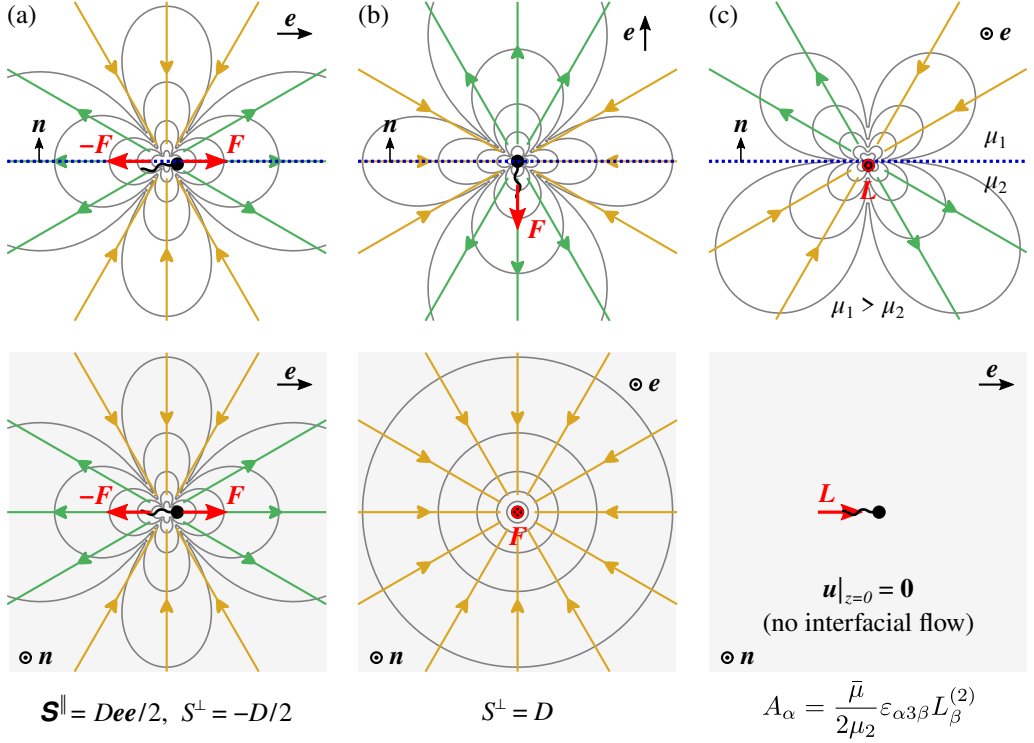 (a)
e
n
−F
F
(b)
e
n
F
(c)
e
n
μ₁
μ₂
L
μ₁ > μ₂
e
−F
F
n
e
F
e
L
u|z=0 = 0
(no interfacial flow)
n
S∥ = Dee/2, S⊥ = −D/2
S⊥ = D
Aα = μ̄/2μ₂ εα3β Lβ(2)